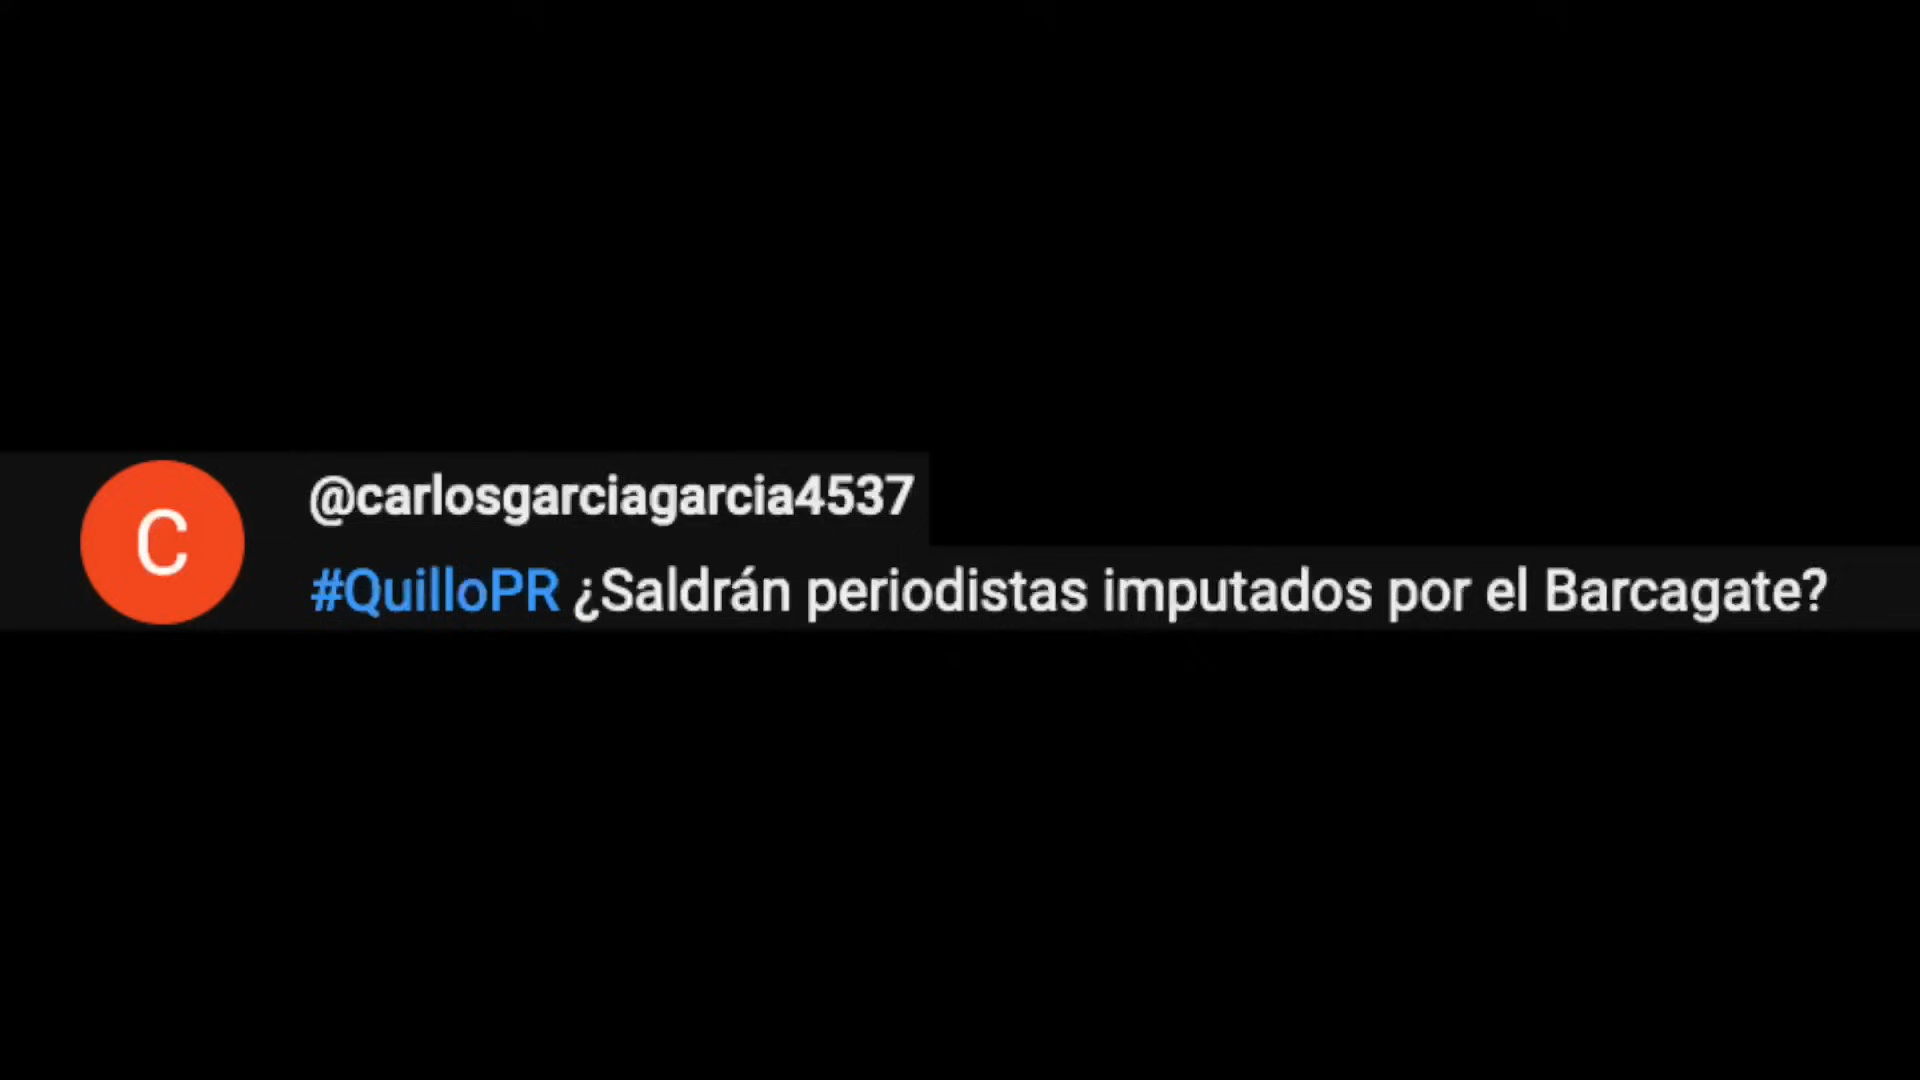 C
@carlosgarciagarcia4537
#QuilloPR ¿Saldrán periodistas imputados por el Barcagate?